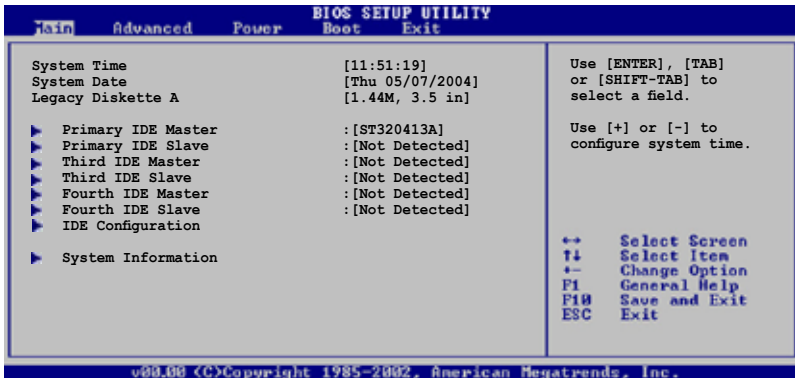 BIOS SETUP UTILITY
Main Advanced Power Boot Exit
System Time [11:51:19]
System Date [Thu 05/07/2004]
Legacy Diskette A [1.44M, 3.5 in]
Primary IDE Master :[ST320413A]
Primary IDE Slave :[Not Detected]
Third IDE Master :[Not Detected]
Third IDE Slave :[Not Detected]
Fourth IDE Master :[Not Detected]
Fourth IDE Slave :[Not Detected]
IDE Configuration
System Information
Use [ENTER], [TAB]
or [SHIFT-TAB] to
select a field.
Use [+] or [-] to
configure system time.
←→ Select Screen
↑↓ Select Item
+- Change Option
F1 General Help
F10 Save and Exit
ESC Exit
v00.00 (C)Copyright 1985-2002, American Megatrends, Inc.